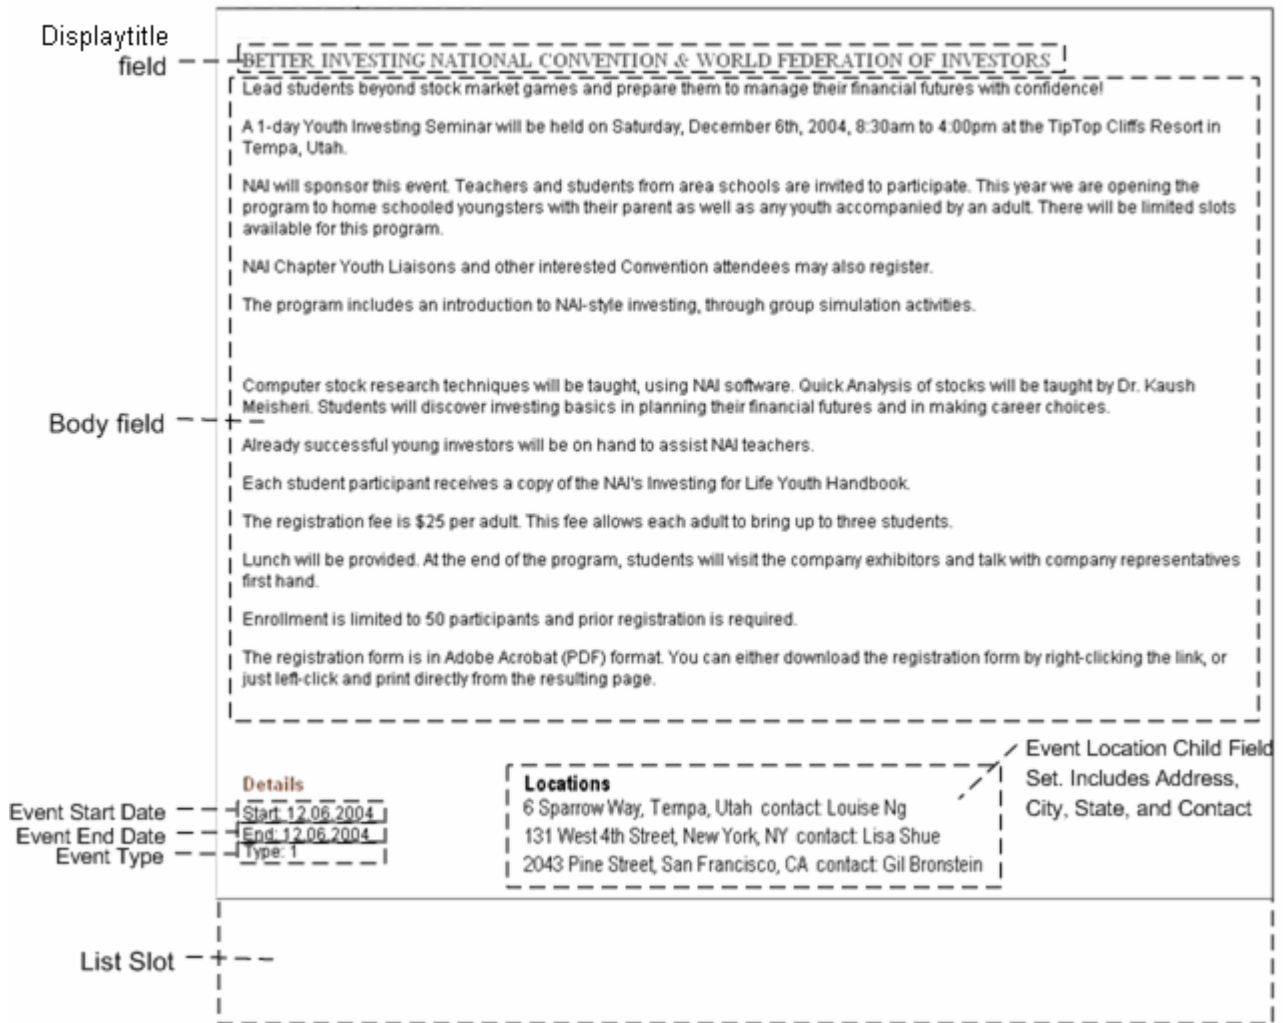 Displaytitle
field
BETTER INVESTING NATIONAL CONVENTION & WORLD FEDERATION OF INVESTORS
Lead students beyond stock market games and prepare them to manage their financial futures with confidence!
A 1-day Youth Investing Seminar will be held on Saturday, December 6th, 2004, 8:30am to 4:00pm at the TipTop Cliffs Resort in
Tempa, Utah.
NAI will sponsor this event. Teachers and students from area schools are invited to participate. This year we are opening the
program to home schooled youngsters with their parent as well as any youth accompanied by an adult. There will be limited slots
available for this program.
NAI Chapter Youth Liaisons and other interested Convention attendees may also register.
The program includes an introduction to NAI-style investing, through group simulation activities.
Computer stock research techniques will be taught, using NAI software. Quick Analysis of stocks will be taught by Dr. Kaush
Meisheri. Students will discover investing basics in planning their financial futures and in making career choices.
Body field
Already successful young investors will be on hand to assist NAI teachers.
Each student participant receives a copy of the NAI's Investing for Life Youth Handbook.
The registration fee is $25 per adult. This fee allows each adult to bring up to three students.
Lunch will be provided. At the end of the program, students will visit the company exhibitors and talk with company representatives
first hand.
Enrollment is limited to 50 participants and prior registration is required.
The registration form is in Adobe Acrobat (PDF) format. You can either download the registration form by right-clicking the link, or
just left-click and print directly from the resulting page.
Event Location Child Field
Set. Includes Address,
City, State, and Contact
Details
Event Start Date
Start: 12.06.2004
Event End Date
End: 12.06.2004
Event Type
Type: 1
Locations
6 Sparrow Way, Tempa, Utah contact: Louise Ng
131 West 4th Street, New York, NY contact: Lisa Shue
2043 Pine Street, San Francisco, CA contact: Gil Bronstein
List Slot